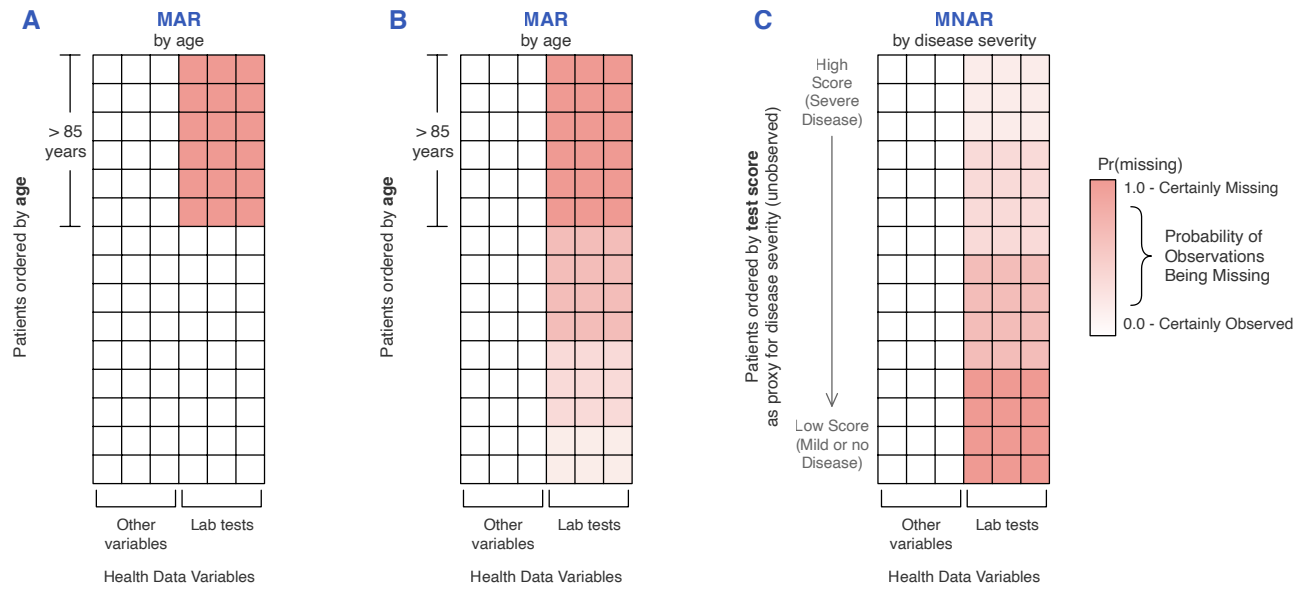 A
MAR
by age
> 85
years
Patients ordered by age
Other
variables
Lab tests
Health Data Variables
B
MAR
by age
> 85
years
Patients ordered by age
Other
variables
Lab tests
Health Data Variables
C
MNAR
by disease severity
Patients ordered by test score
as proxy for disease severity (unobserved)
High
Score
(Severe
Disease)
Low Score
(Mild or no
Disease)
Other
variables
Lab tests
Health Data Variables
Pr(missing)
1.0 - Certainly Missing
Probability of
Observations
Being Missing
0.0 - Certainly Observed